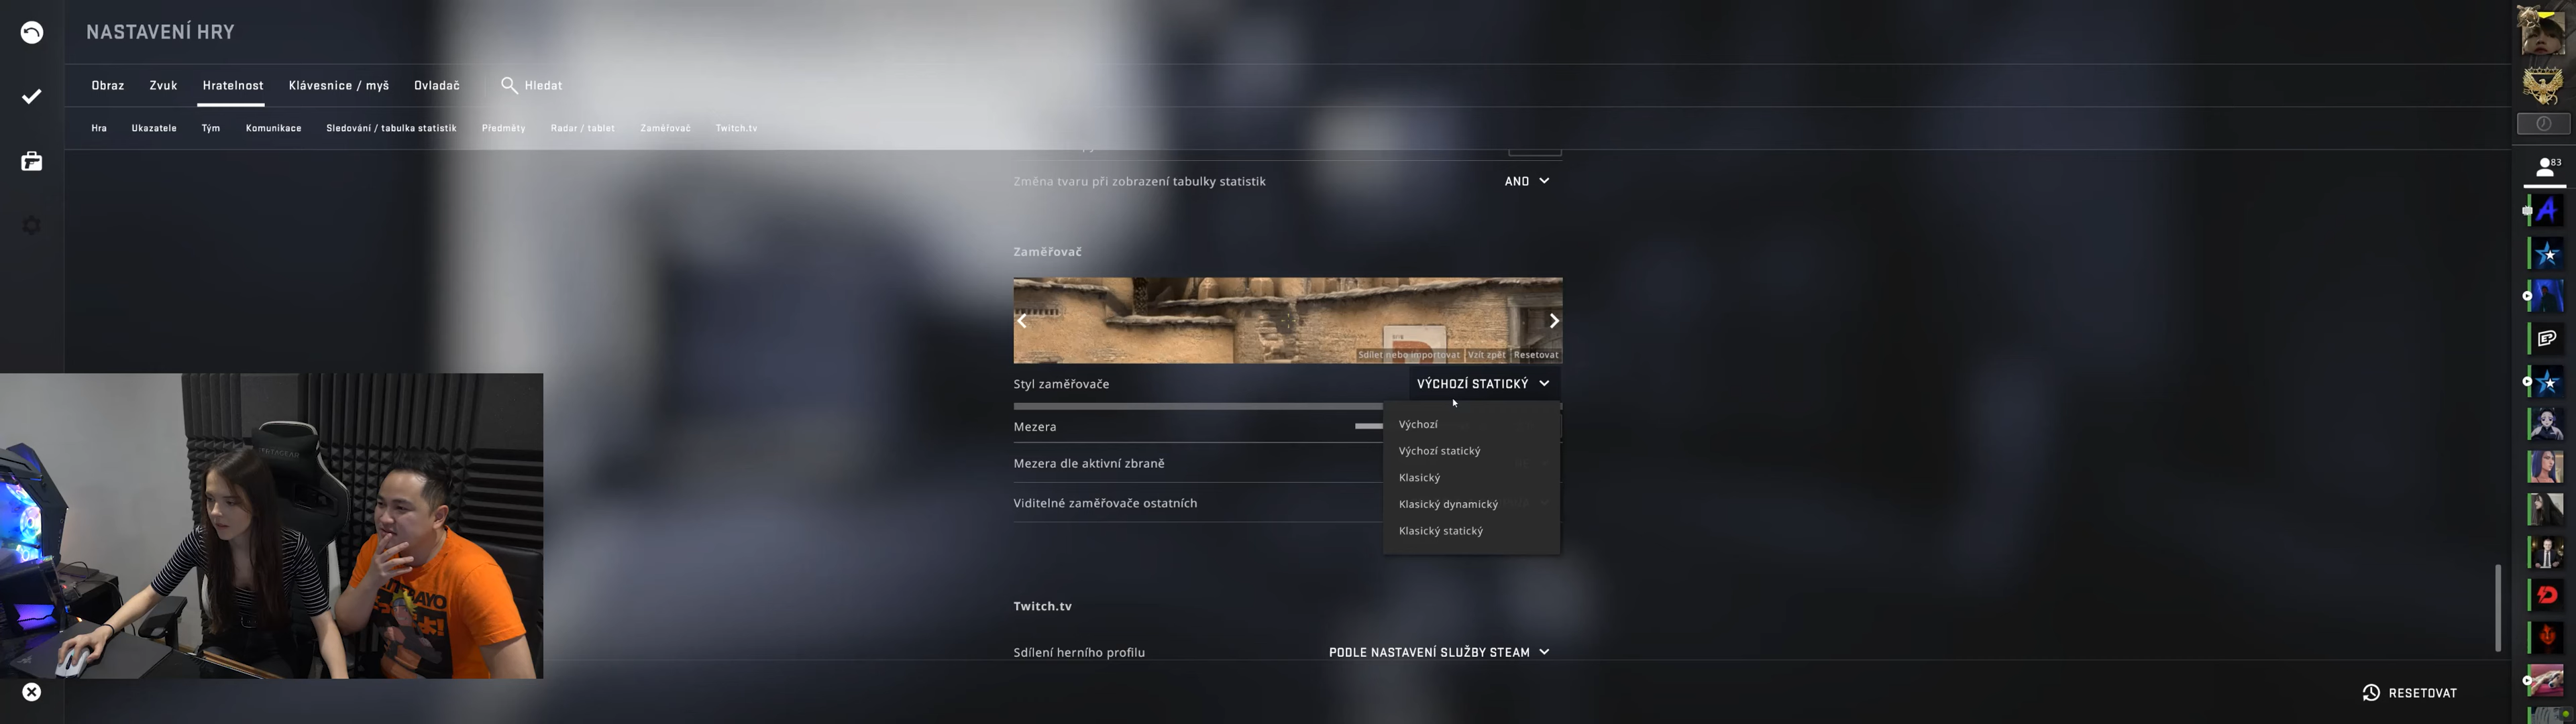 NASTAVENÍ HRY
Obraz Zvuk Hratelnost Klávesnice / myš Ovladač Hledat
Hra Ukazatele Tým Komunikace Sledování / tabulka statistik Předměty Radar / tablet Zaměřovač Twitch.tv
83
Změna tvaru při zobrazení tabulky statistik ANO
Zaměřovač
Sdílet nebo importovat Vzít zpět Resetovat
Styl zaměřovače VÝCHOZÍ STATICKÝ
Výchozí
Mezera
Výchozí statický
Mezera dle aktivní zbraně
Klasický
Viditelné zaměřovače ostatních
Klasický dynamický
Klasický statický
Twitch.tv
Sdílení herního profilu PODLE NASTAVENÍ SLUŽBY STEAM
RESETOVAT